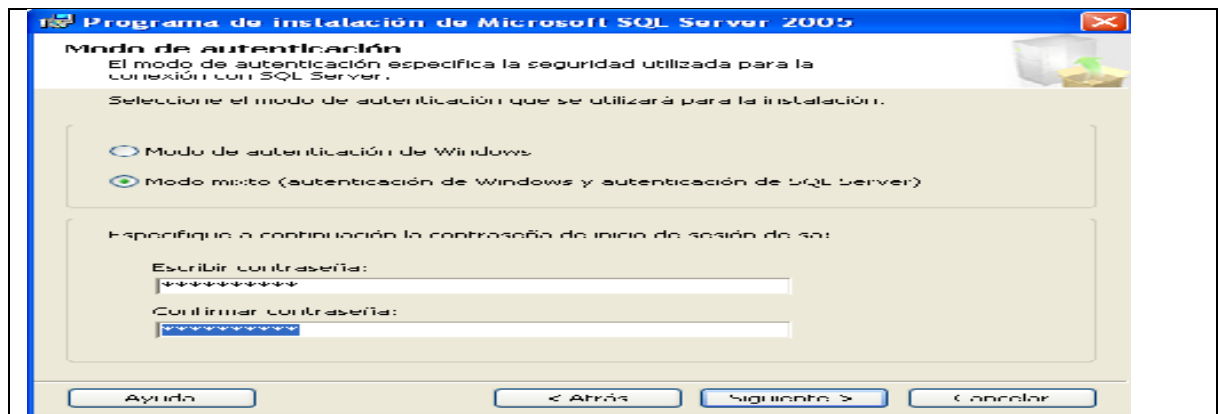 Programa de instalación de Microsoft SQL Server 2005
Modo de autenticación
El modo de autenticación especifica la seguridad utilizada para la
conexión con SQL Server.
Seleccione el modo de autenticación que se utilizará para la instalación.
Modo de autenticación de Windows
Modo mixto (autenticación de Windows y autenticación de SQL Server)
Especifique a continuación la contraseña de inicio de sesión de sa:
Escribir contraseña:
**********
Confirmar contraseña:
**********
Ayuda
< Atrás
Siguiente >
Cancelar